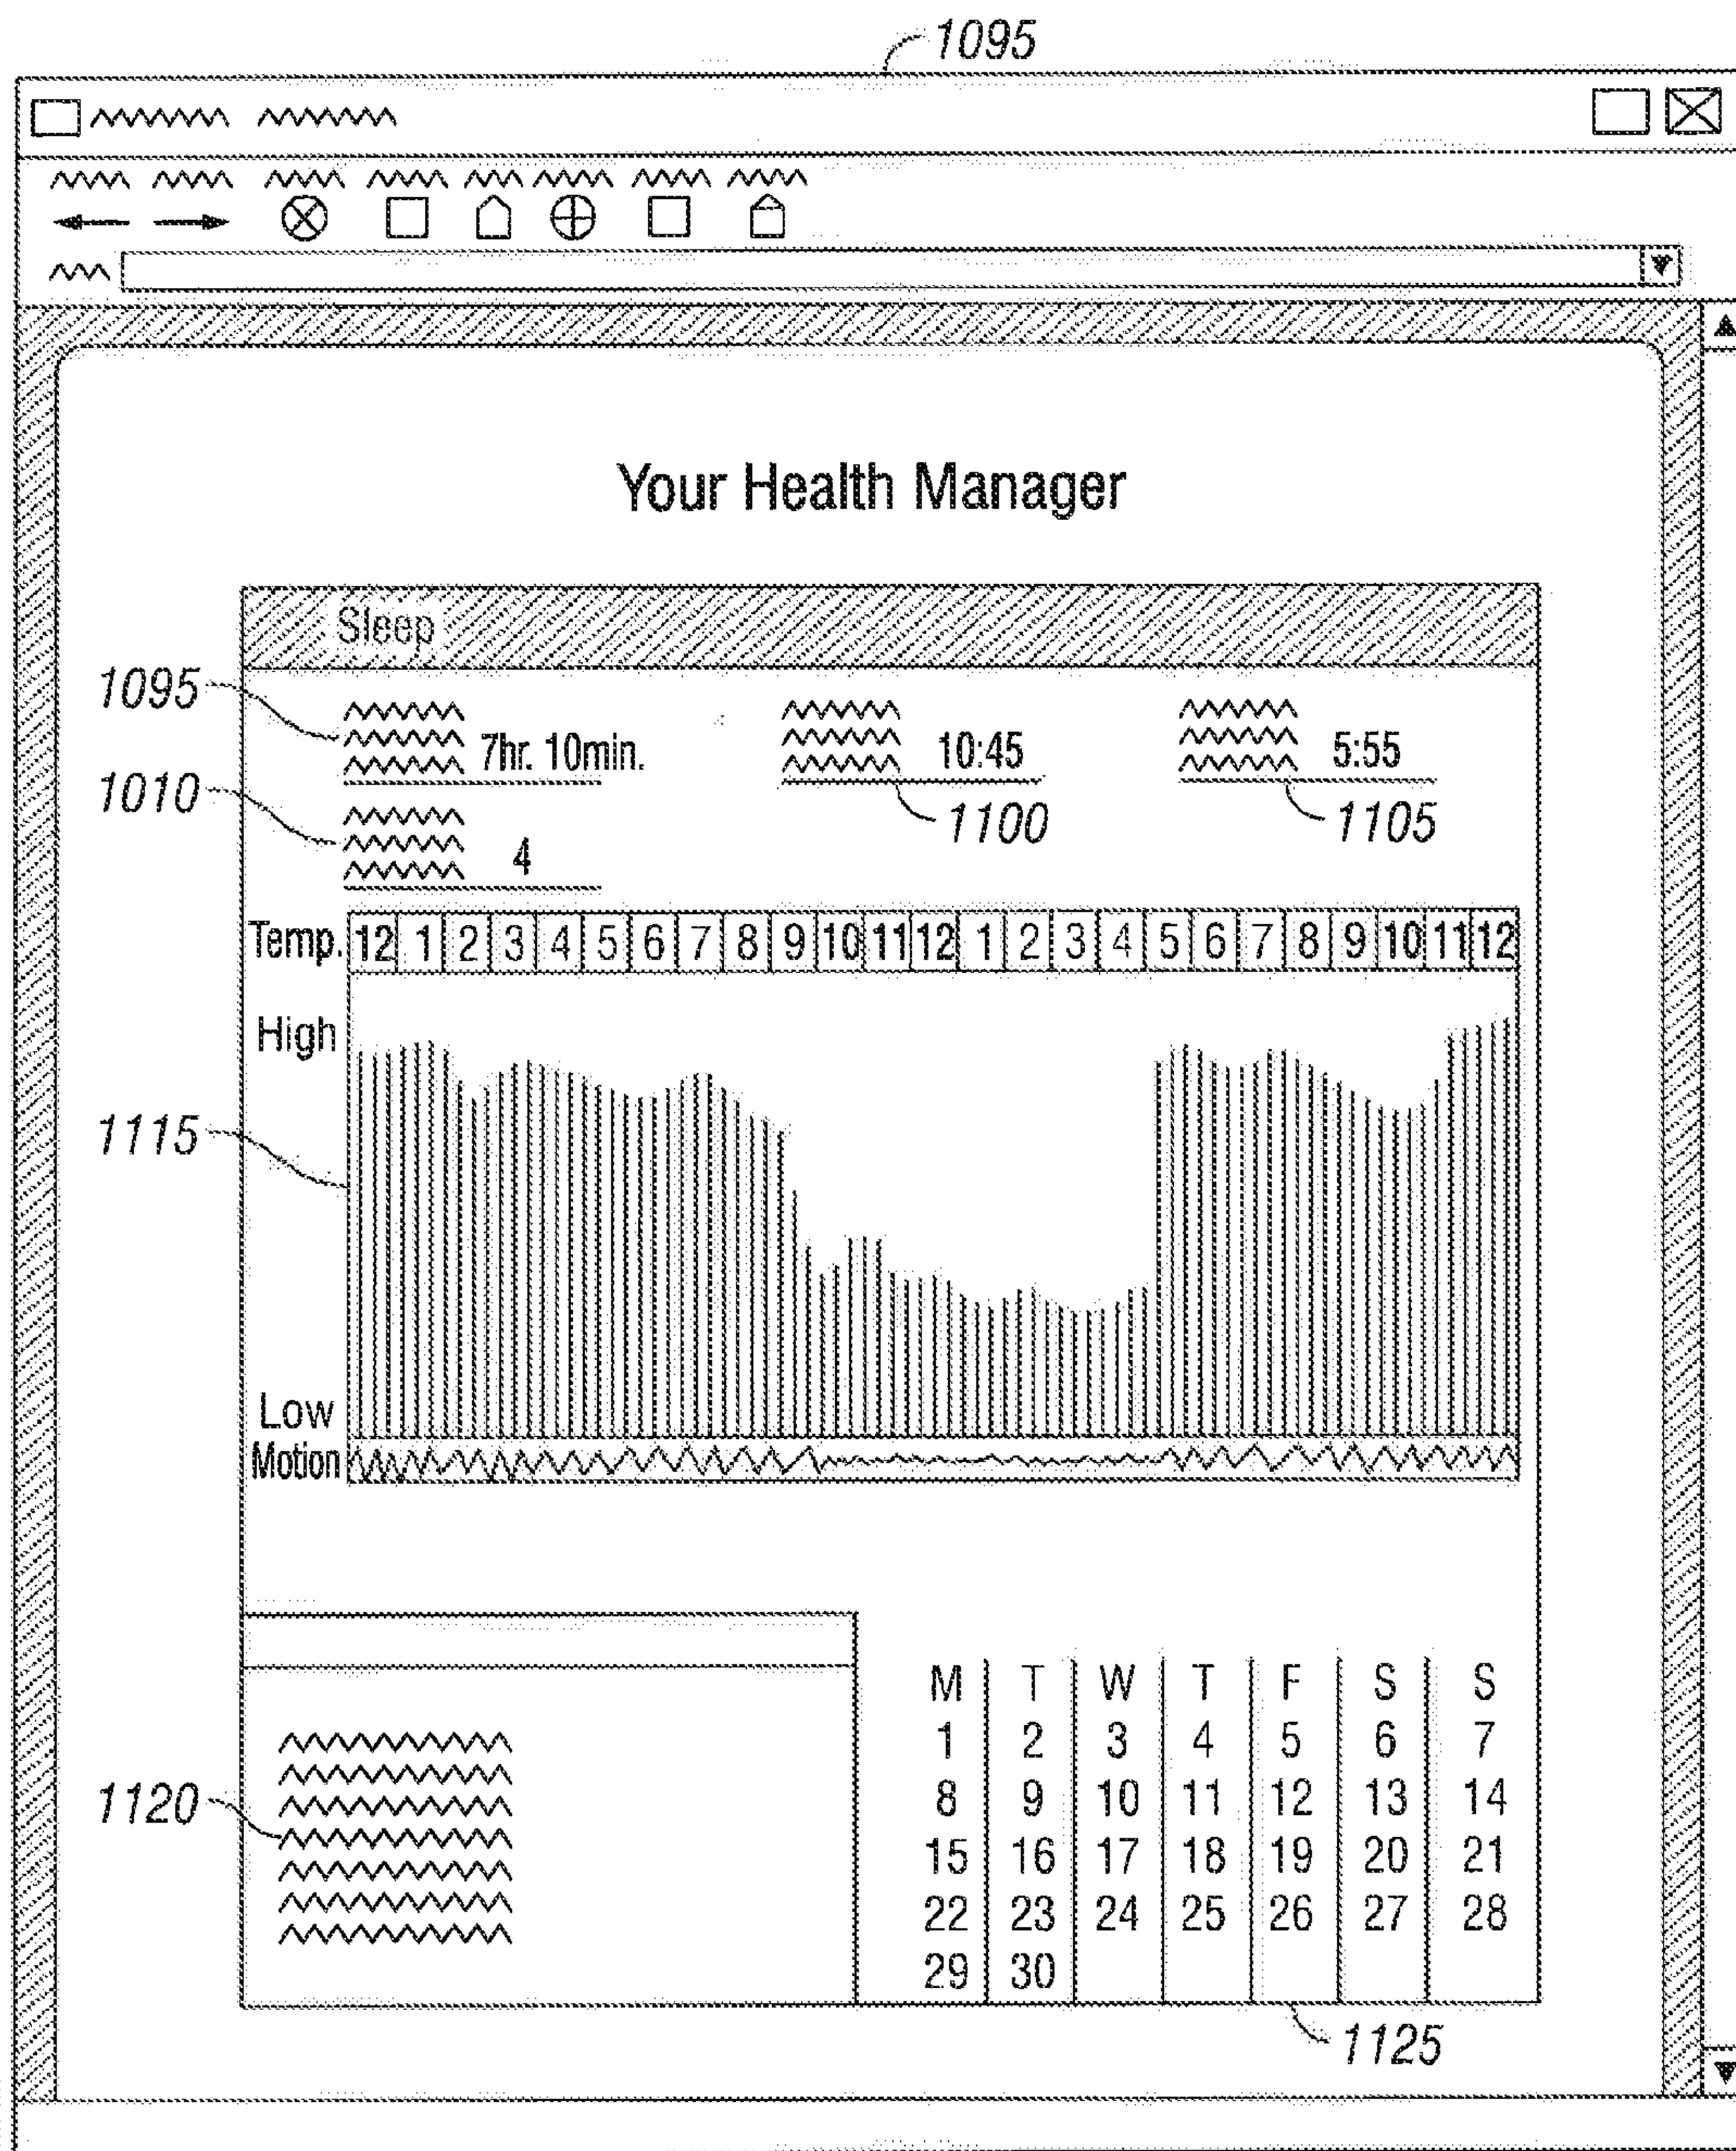 1095
Your Health Manager
Sleep
1095
7hr. 10min.
10:45
5:55
1010
1100
1105
4
Temp. 12 1 2 3 4 5 6 7 8 9 10 11 12 1 2 3 4 5 6 7 8 9 10 11 12
High
1115
Low
Motion
M T W T F S S
1 2 3 4 5 6 7
8 9 10 11 12 13 14
1120
15 16 17 18 19 20 21
22 23 24 25 26 27 28
29 30
1125